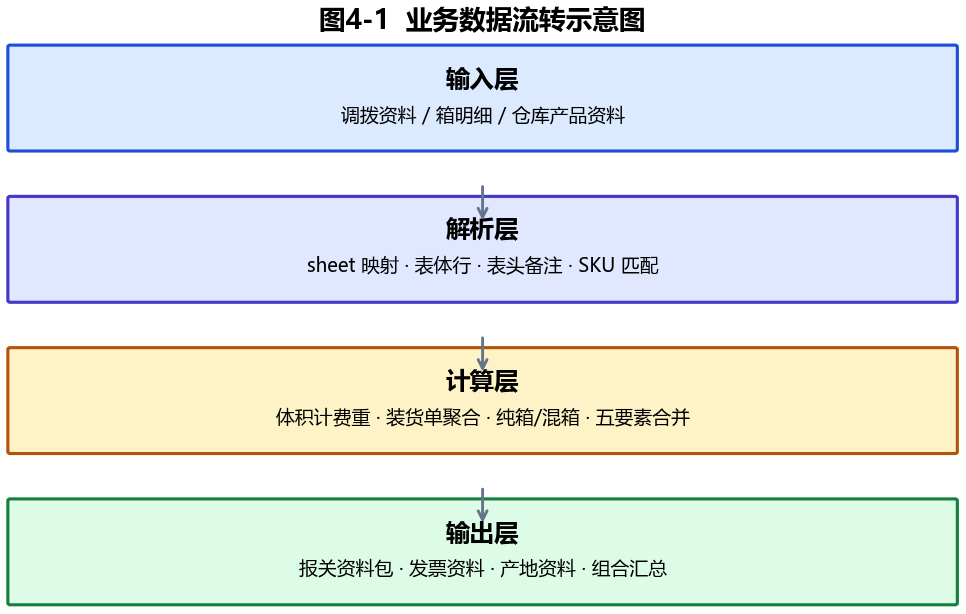 图4-1 业务数据流转示意图
输入层
调拨资料 / 箱明细 / 仓库产品资料
解析层
sheet 映射 · 表体行 · 表头备注 · SKU 匹配
计算层
体积计费重 · 装货单聚合 · 纯箱/混箱 · 五要素合并
输出层
报关资料包 · 发票资料 · 产地资料 · 组合汇总